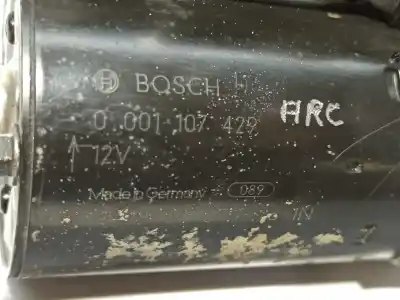 BOSCH
0 001 107 429 ARC
12V
Made in Germany 089